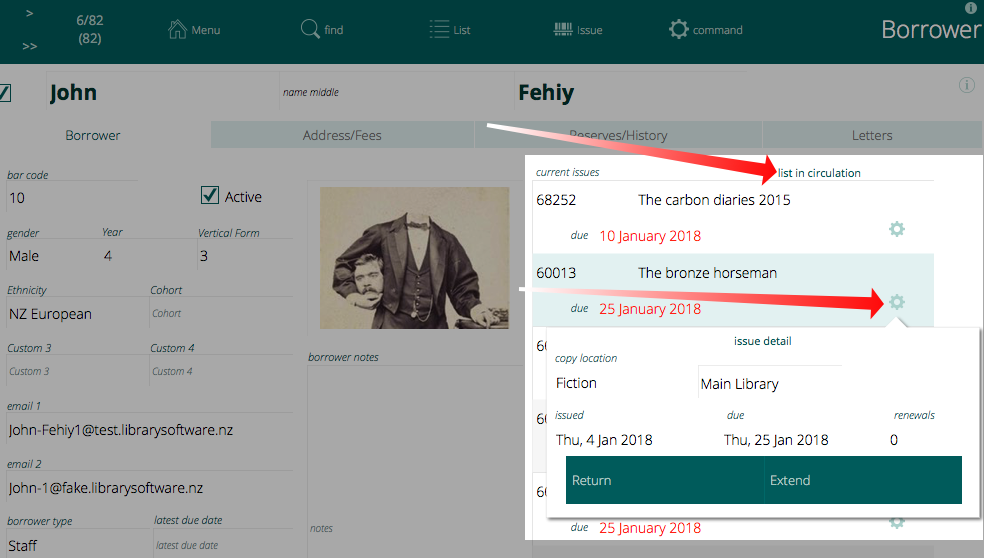 > 6/82 Menu find List Issue command Borrower i
>> (82)
John name middle Fehiy i
Borrower Address/Fees Reserves/History Letters
bar code
10 Active
gender Year Vertical Form
Male 4 3
Ethnicity Cohort
NZ European Cohort
Custom 3 Custom 4
Custom 3 Custom 4
email 1
John-Fehiy1@test.librarysoftware.nz
email 2
John-1@fake.librarysoftware.nz
borrower type latest due date
Staff latest due date
borrower notes
notes
current issues list in circulation
68252 The carbon diaries 2015
due 10 January 2018
60013 The bronze horseman
due 25 January 2018
issue detail
copy location
Fiction Main Library
issued due renewals
Thu, 4 Jan 2018 Thu, 25 Jan 2018 0
Return Extend
due 25 January 2018